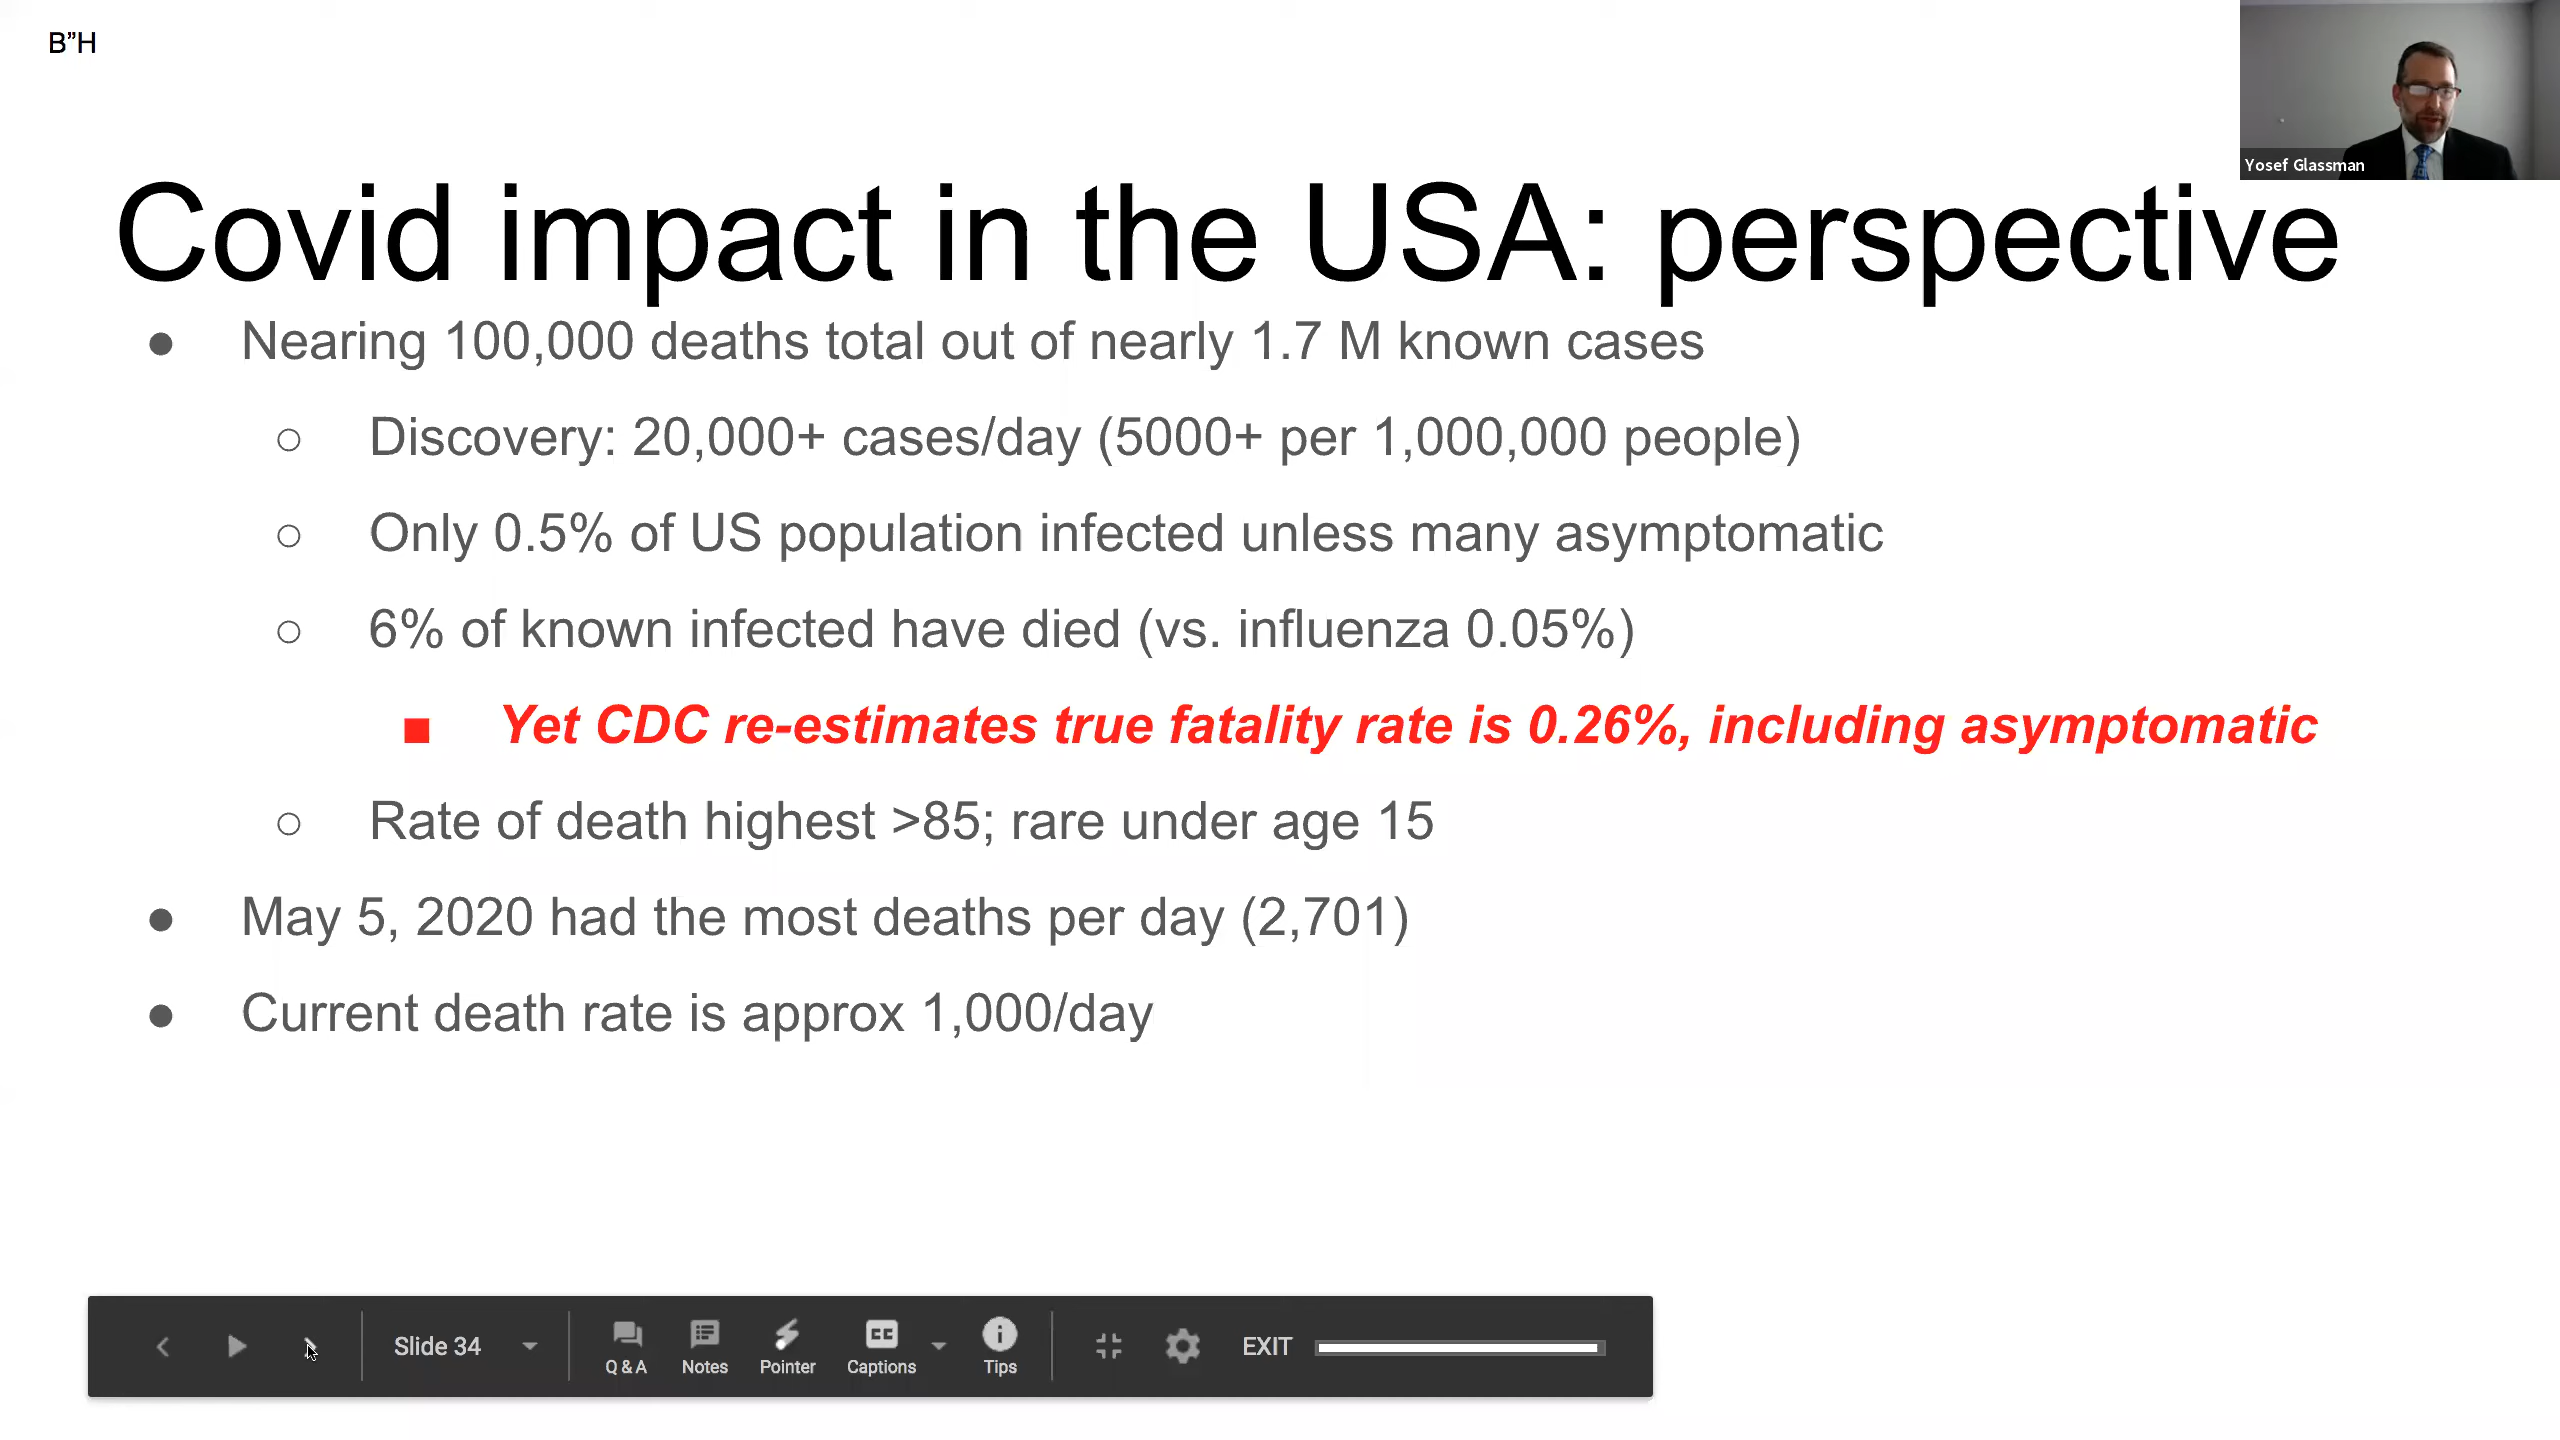 B”H
Yosef Glassman
Covid impact in the USA: perspective
● Nearing 100,000 deaths total out of nearly 1.7 M known cases
○ Discovery: 20,000+ cases/day (5000+ per 1,000,000 people)
○ Only 0.5% of US population infected unless many asymptomatic
○ 6% of known infected have died (vs. influenza 0.05%)
■ Yet CDC re-estimates true fatality rate is 0.26%, including asymptomatic
○ Rate of death highest >85; rare under age 15
● May 5, 2020 had the most deaths per day (2,701)
● Current death rate is approx 1,000/day
Slide 34
Q & A Notes Pointer Captions Tips
EXIT